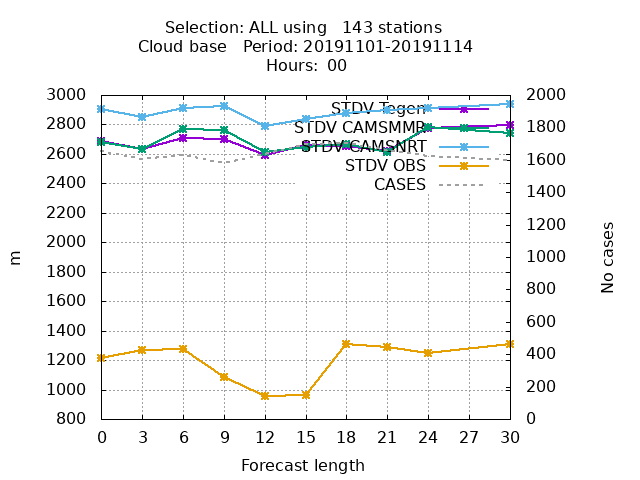 Selection: ALL using   143 stations
Cloud base   Period: 20191101-20191114
Hours:  00
3000
2800
2600
2400
2200
2000
1800
1600
1400
1200
1000
800
2000
1800
1600
1400
1200
1000
800
600
400
200
0
STDV Tegen
STDV CAMSMMR
STDV CAMSNRT
STDV OBS
CASES
m
No cases
0 3 6 9 12 15 18 21 24 27 30
Forecast length